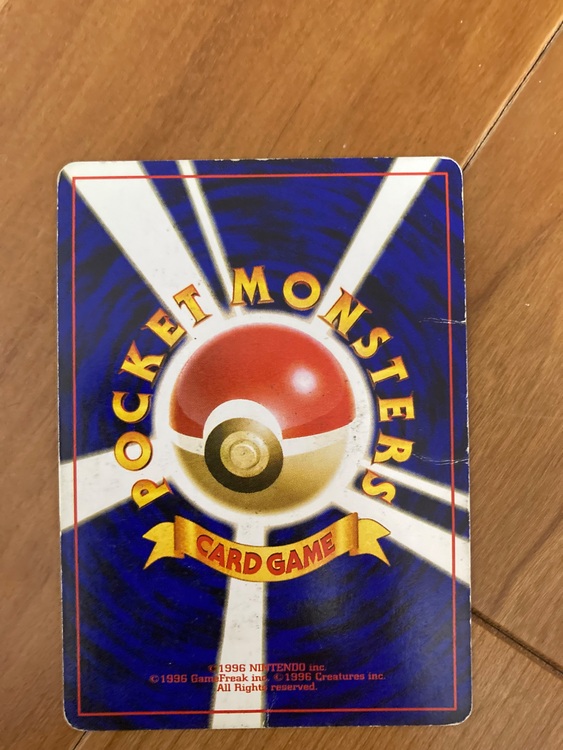 POCKET MONSTERS
CARD GAME
©1996 NINTENDO inc.
©1996 GameFreak inc. ©1996 Creatures inc.
All Rights reserved.